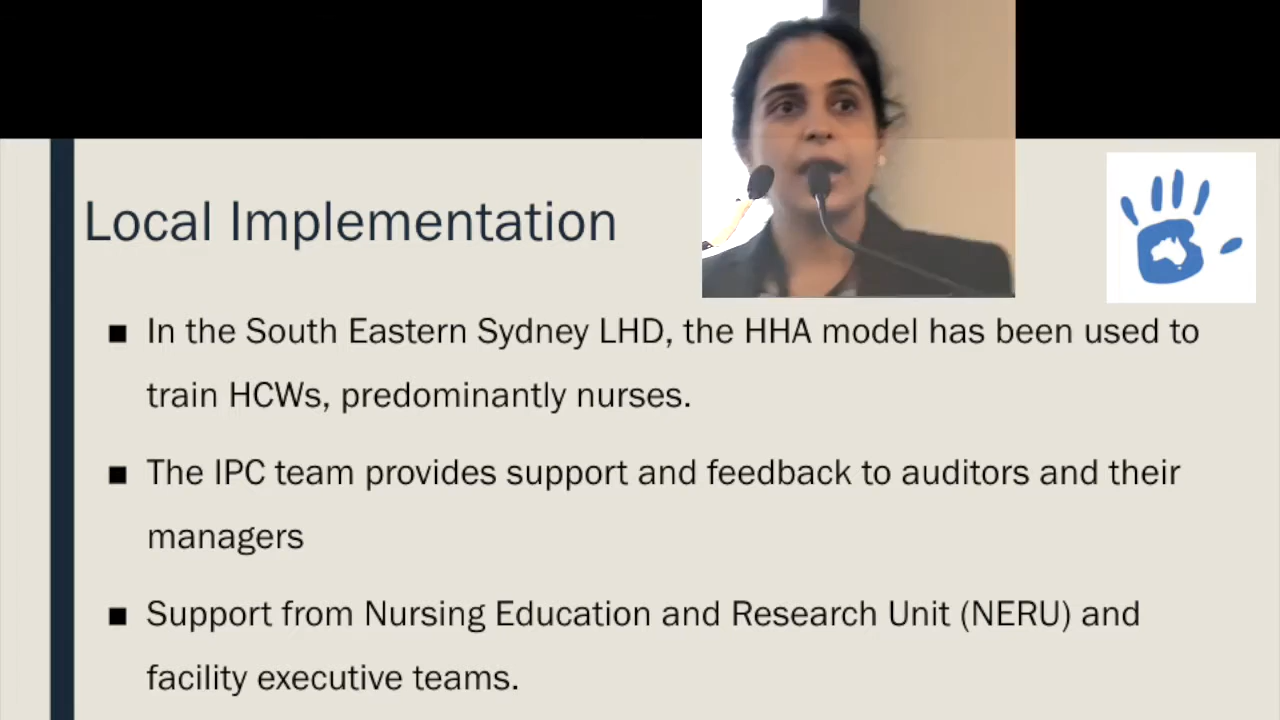 Local Implementation
■ In the South Eastern Sydney LHD, the HHA model has been used to
train HCWs, predominantly nurses.
■ The IPC team provides support and feedback to auditors and their
managers
■ Support from Nursing Education and Research Unit (NERU) and
facility executive teams.